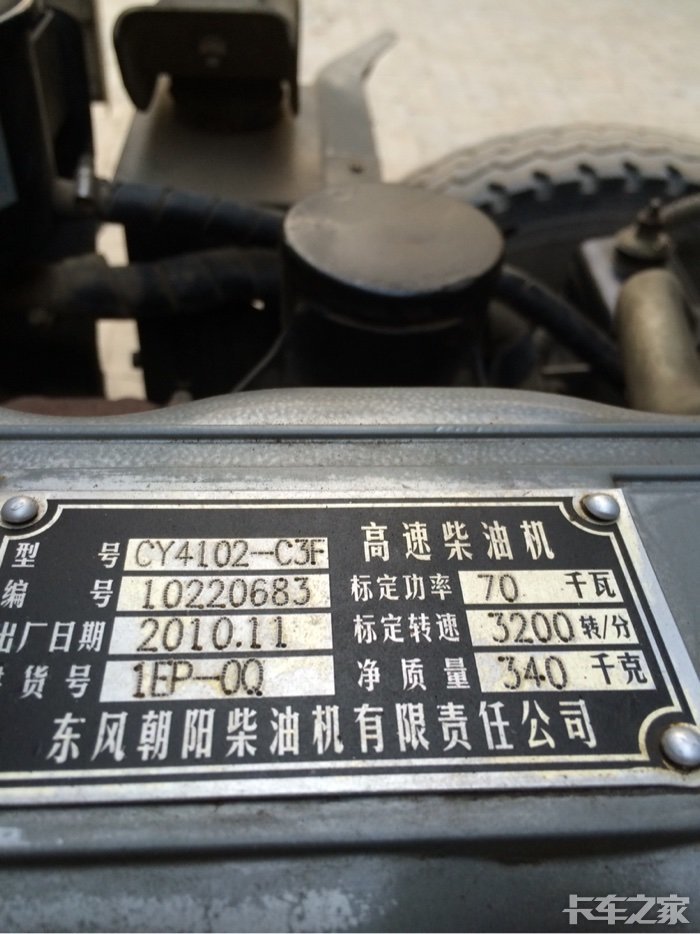 高速柴油机
型号 CY4102-C3F
编号 10220683 标定功率 70 千瓦
出厂日期 2010.11 标定转速 3200 转/分
货号 1EP-0Q 净质量 340 千克
东风朝阳柴油机有限责任公司
卡车之家